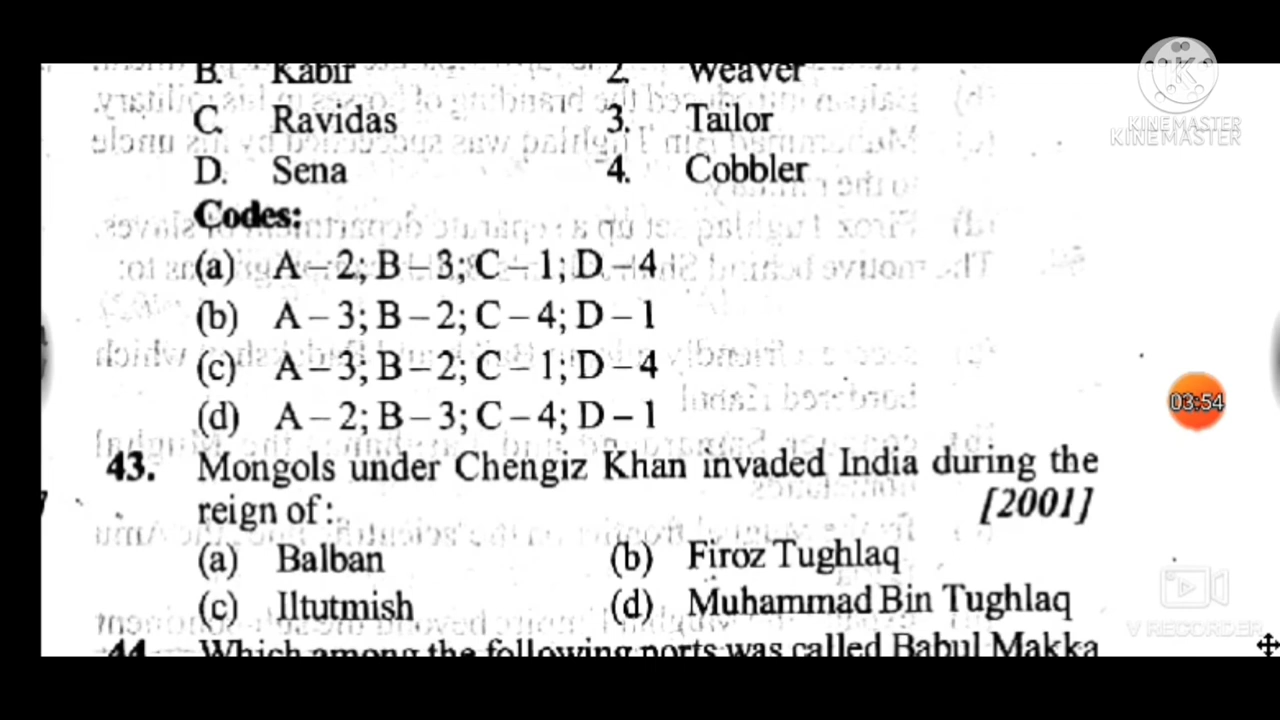 B. Kabir 2. Weaver
C. Ravidas 3. Tailor
D. Sena 4. Cobbler
Codes:
(a) A – 2; B – 3; C – 1; D – 4
(b) A – 3; B – 2; C – 4; D – 1
(c) A – 3; B – 2; C – 1; D – 4
(d) A – 2; B – 3; C – 4; D – 1
43. Mongols under Chengiz Khan invaded India during the
reign of : [2001]
(a) Balban (b) Firoz Tughlaq
(c) Iltutmish (d) Muhammad Bin Tughlaq
44. Which among the following ports was called Babul Makka
KINEMASTER
KINEMASTER
03:54
V RECORDER